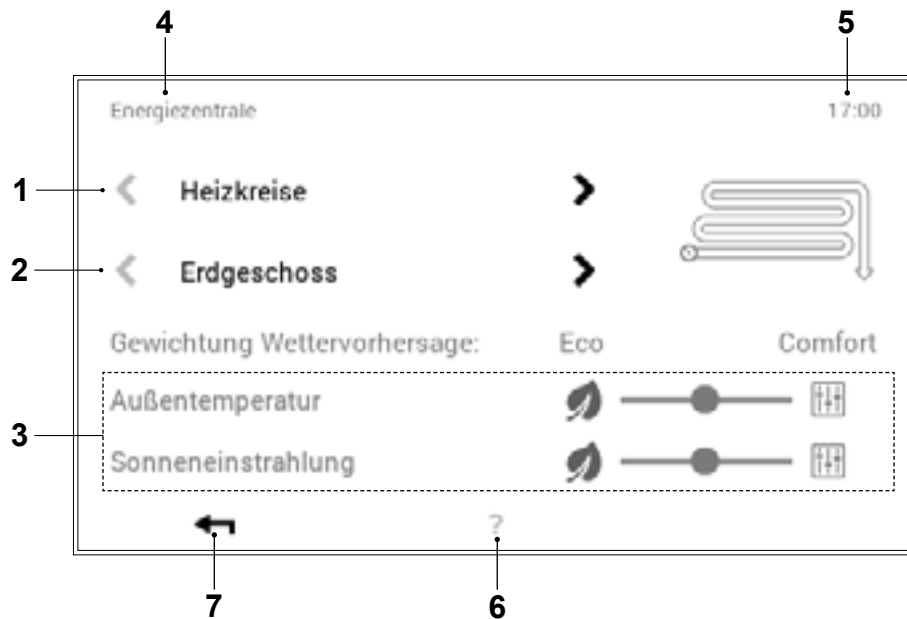 4 5
Energiezentrale 17:00
1 Heizkreise
2 Erdgeschoss
Gewichtung Wettervorhersage: Eco Comfort
Außentemperatur
3
Sonneneinstrahlung
?
7 6